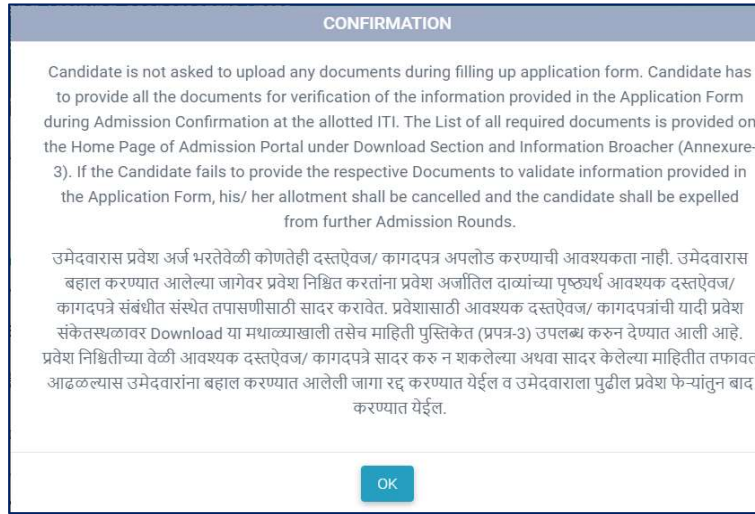 CONFIRMATION
Candidate is not asked to upload any documents during filling up application form. Candidate has
to provide all the documents for verification of the information provided in the Application Form
during Admission Confirmation at the allotted ITI. The List of all required documents is provided on
the Home Page of Admission Portal under Download Section and Information Broacher (Annexure-
3). If the Candidate fails to provide the respective Documents to validate information provided in
the Application Form, his/ her allotment shall be cancelled and the candidate shall be expelled
from further Admission Rounds.
उमेदवारास प्रवेश अर्ज भरतेवेळी कोणतेही दस्तऐवज/ कागदपत्र अपलोड करण्याची आवश्यकता नाही. उमेदवारास
बहाल करण्यात आलेल्या जागेवर प्रवेश निश्चित करतांना प्रवेश अर्जातिल दाव्यांच्या पृष्ठ्यर्थ आवश्यक दस्तऐवज/
कागदपत्रे संबंधीत संस्थेत तपासणीसाठी सादर करावेत. प्रवेशासाठी आवश्यक दस्तऐवज/ कागदपत्रांची यादी प्रवेश
संकेतस्थळावर Download या मथाळ्याखाली तसेच माहिती पुस्तिकेत (प्रपत्र-3) उपलब्ध करुन देण्यात आली आहे.
प्रवेश निश्चितीच्या वेळी आवश्यक दस्तऐवज/ कागदपत्रे सादर करु न शकलेल्या अथवा सादर केलेल्या माहितीत तफावत
आढळल्यास उमेदवारांना बहाल करण्यात आलेली जागा रद्द करण्यात येईल व उमेदवाराला पुढील प्रवेश फेऱ्यांतुन बाद
करण्यात येईल.
OK